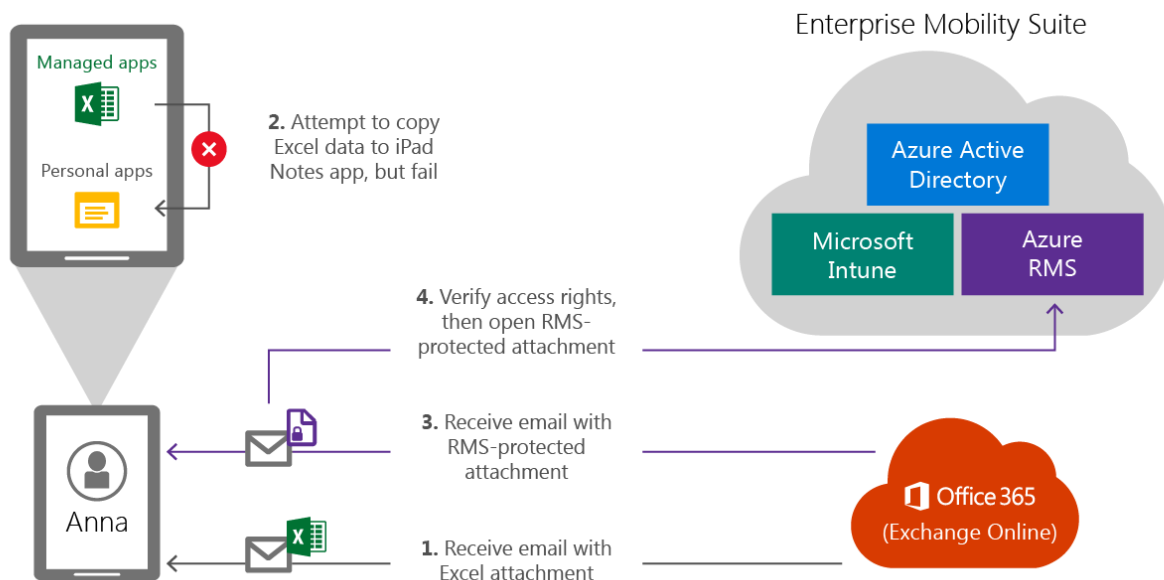 Enterprise Mobility Suite
Managed apps
Personal apps
2. Attempt to copy
Excel data to iPad
Notes app, but fail
Azure Active
Directory
Microsoft
Intune
Azure
RMS
4. Verify access rights,
then open RMS-
protected attachment
3. Receive email with
RMS-protected
attachment
Anna
Office 365
(Exchange Online)
1. Receive email with
Excel attachment